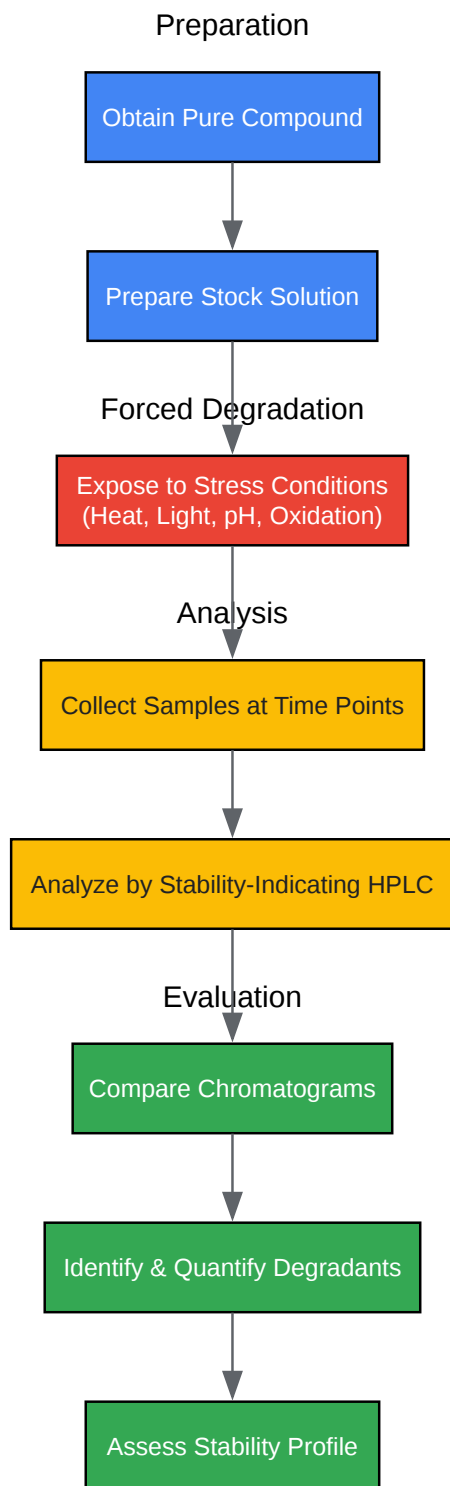 Preparation
Obtain Pure Compound
Prepare Stock Solution
Forced Degradation
Expose to Stress Conditions
(Heat, Light, pH, Oxidation)
Analysis
Collect Samples at Time Points
Analyze by Stability-Indicating HPLC
Evaluation
Compare Chromatograms
Identify & Quantify Degradants
Assess Stability Profile